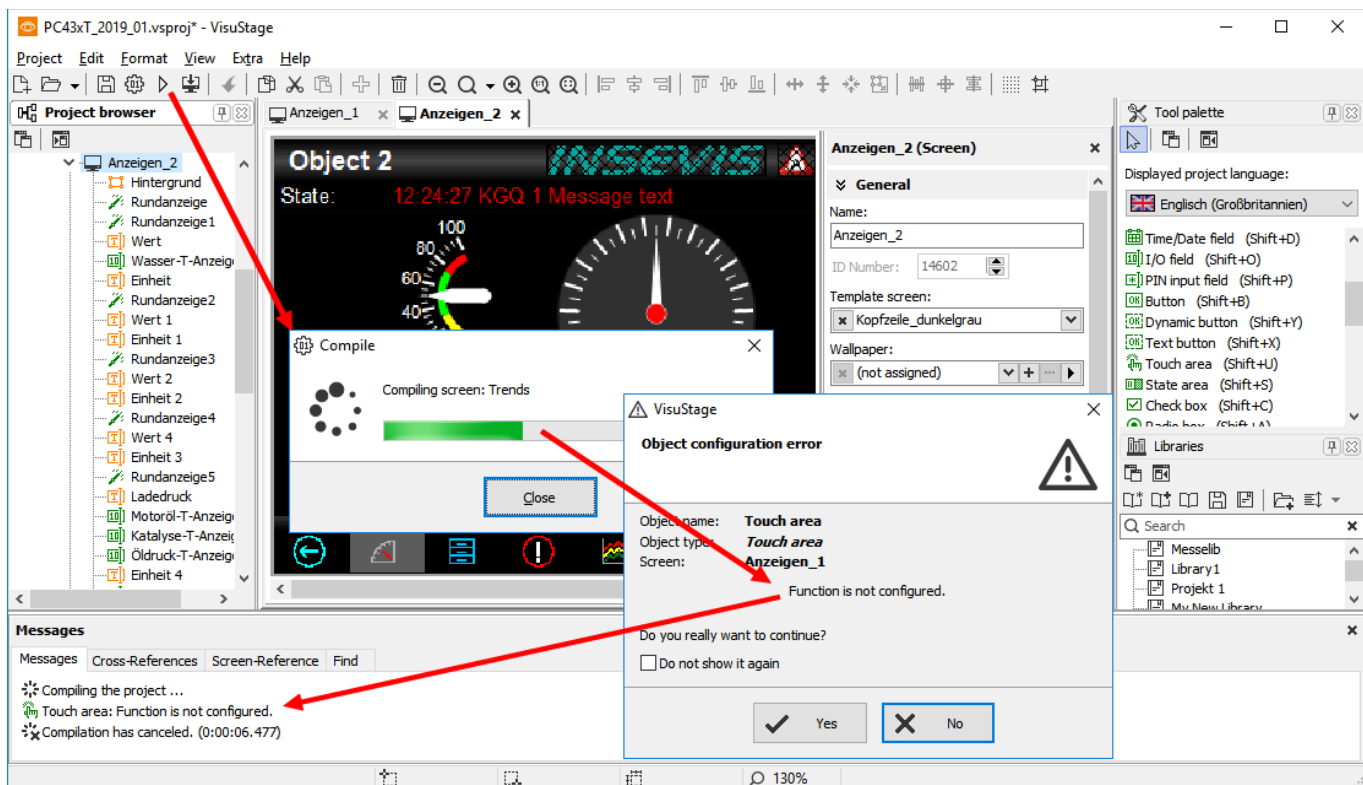 PC43xT_2019_01.vsproj* - VisuStage
Project Edit Format View Extra Help
Project browser
Anzeigen_2
Hintergrund
Rundanzeige
Rundanzeige1
Wert
Wasser-T-Anzeig
Einheit
Rundanzeige2
Wert 1
Einheit 1
Rundanzeige3
Wert 2
Einheit 2
Rundanzeige4
Wert 4
Einheit 3
Rundanzeige5
Ladedruck
Motoröl-T-Anzeig
Katalyse-T-Anzeig
Öldruck-T-Anzeig
Einheit 4
Anzeigen_1
Anzeigen_2
Object 2
INSEVIS
State: 12:24:27 KGQ 1 Message text
100
80
60
40
Anzeigen_2 (Screen)
General
Name:
Anzeigen_2
ID Number: 14602
Template screen:
Kopfzeile_dunkelgrau
Wallpaper:
(not assigned)
Tool palette
Displayed project language:
Englisch (Großbritannien)
Time/Date field (Shift+D)
I/O field (Shift+O)
PIN input field (Shift+P)
Button (Shift+B)
Dynamic button (Shift+Y)
Text button (Shift+X)
Touch area (Shift+U)
State area (Shift+S)
Check box (Shift+C)
Radio box (Shift+A)
Libraries
Search
Messelib
Library1
Projekt 1
My New Library
Compile
Compiling screen: Trends
Close
VisuStage
Object configuration error
Object name: Touch area
Object type: Touch area
Screen: Anzeigen_1
Function is not configured.
Do you really want to continue?
Do not show it again
Yes
No
Messages
Messages Cross-References Screen-Reference Find
Compiling the project ...
Touch area: Function is not configured.
Compilation has canceled. (0:00:06.477)
130%